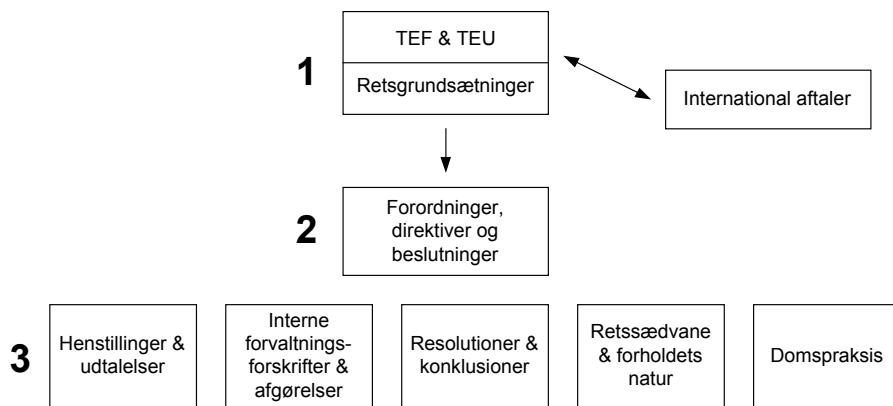 1
TEF & TEU
Retsgrundsætninger
International aftaler
2
Forordninger,
direktiver og
beslutninger
3
Henstillinger &
udtalelser
Interne
forvaltnings-
forskrifter &
afgørelser
Resolutioner &
konklusioner
Retssædvane
& forholdets
natur
Domspraksis